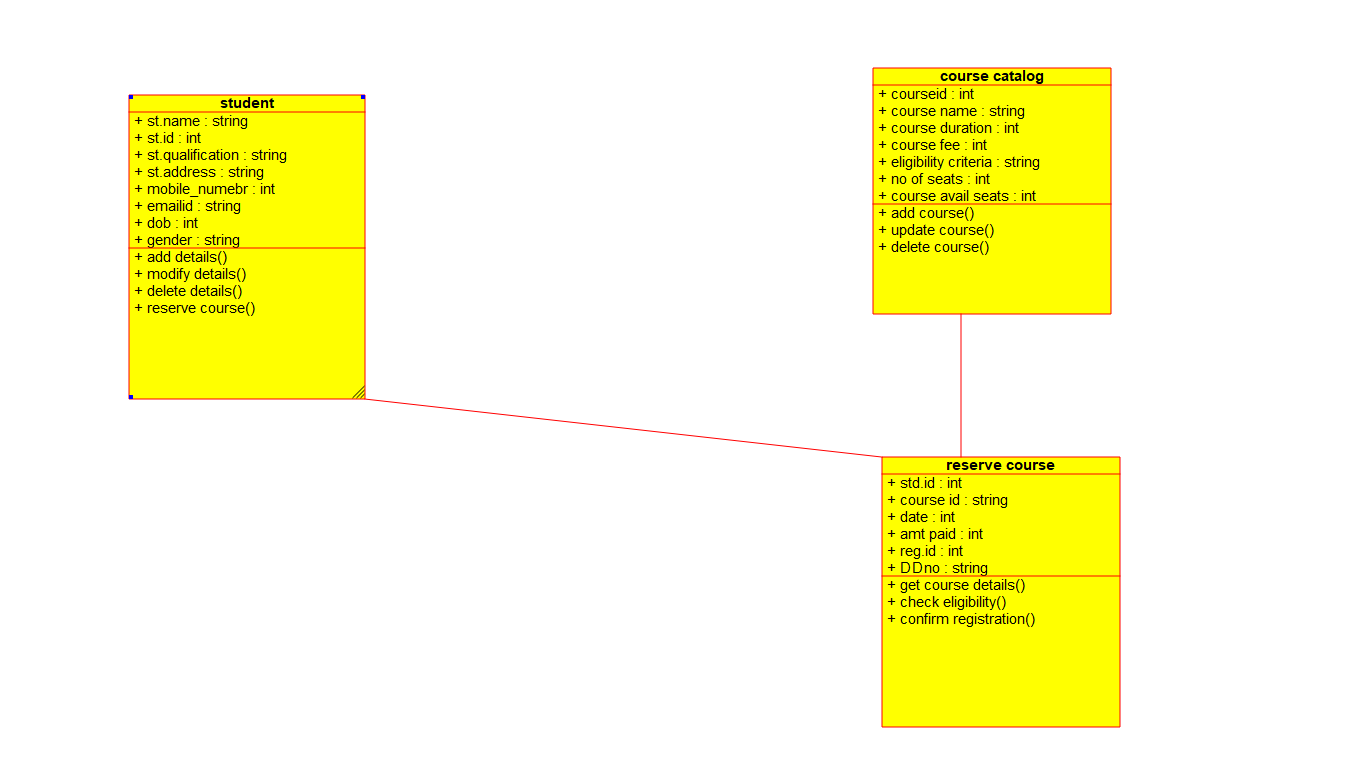 student
+ st.name : string
+ st.id : int
+ st.qualification : string
+ st.address : string
+ mobile_numebr : int
+ emailid : string
+ dob : int
+ gender : string
+ add details()
+ modify details()
+ delete details()
+ reserve course()
course catalog
+ courseid : int
+ course name : string
+ course duration : int
+ course fee : int
+ eligibility criteria : string
+ no of seats : int
+ course avail seats : int
+ add course()
+ update course()
+ delete course()
reserve course
+ std.id : int
+ course id : string
+ date : int
+ amt paid : int
+ reg.id : int
+ DDno : string
+ get course details()
+ check eligibility()
+ confirm registration()